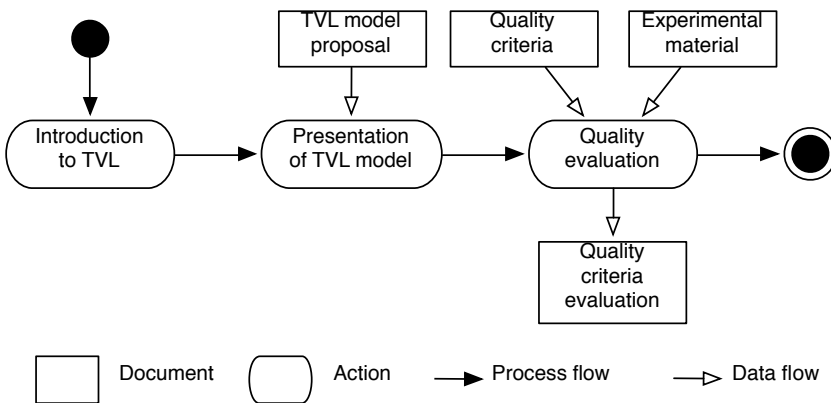 TVL model
proposal
Quality
criteria
Experimental
material
Introduction
to TVL
Presentation
of TVL model
Quality
evaluation
Quality
criteria
evaluation
Document
Action
Process flow
Data flow